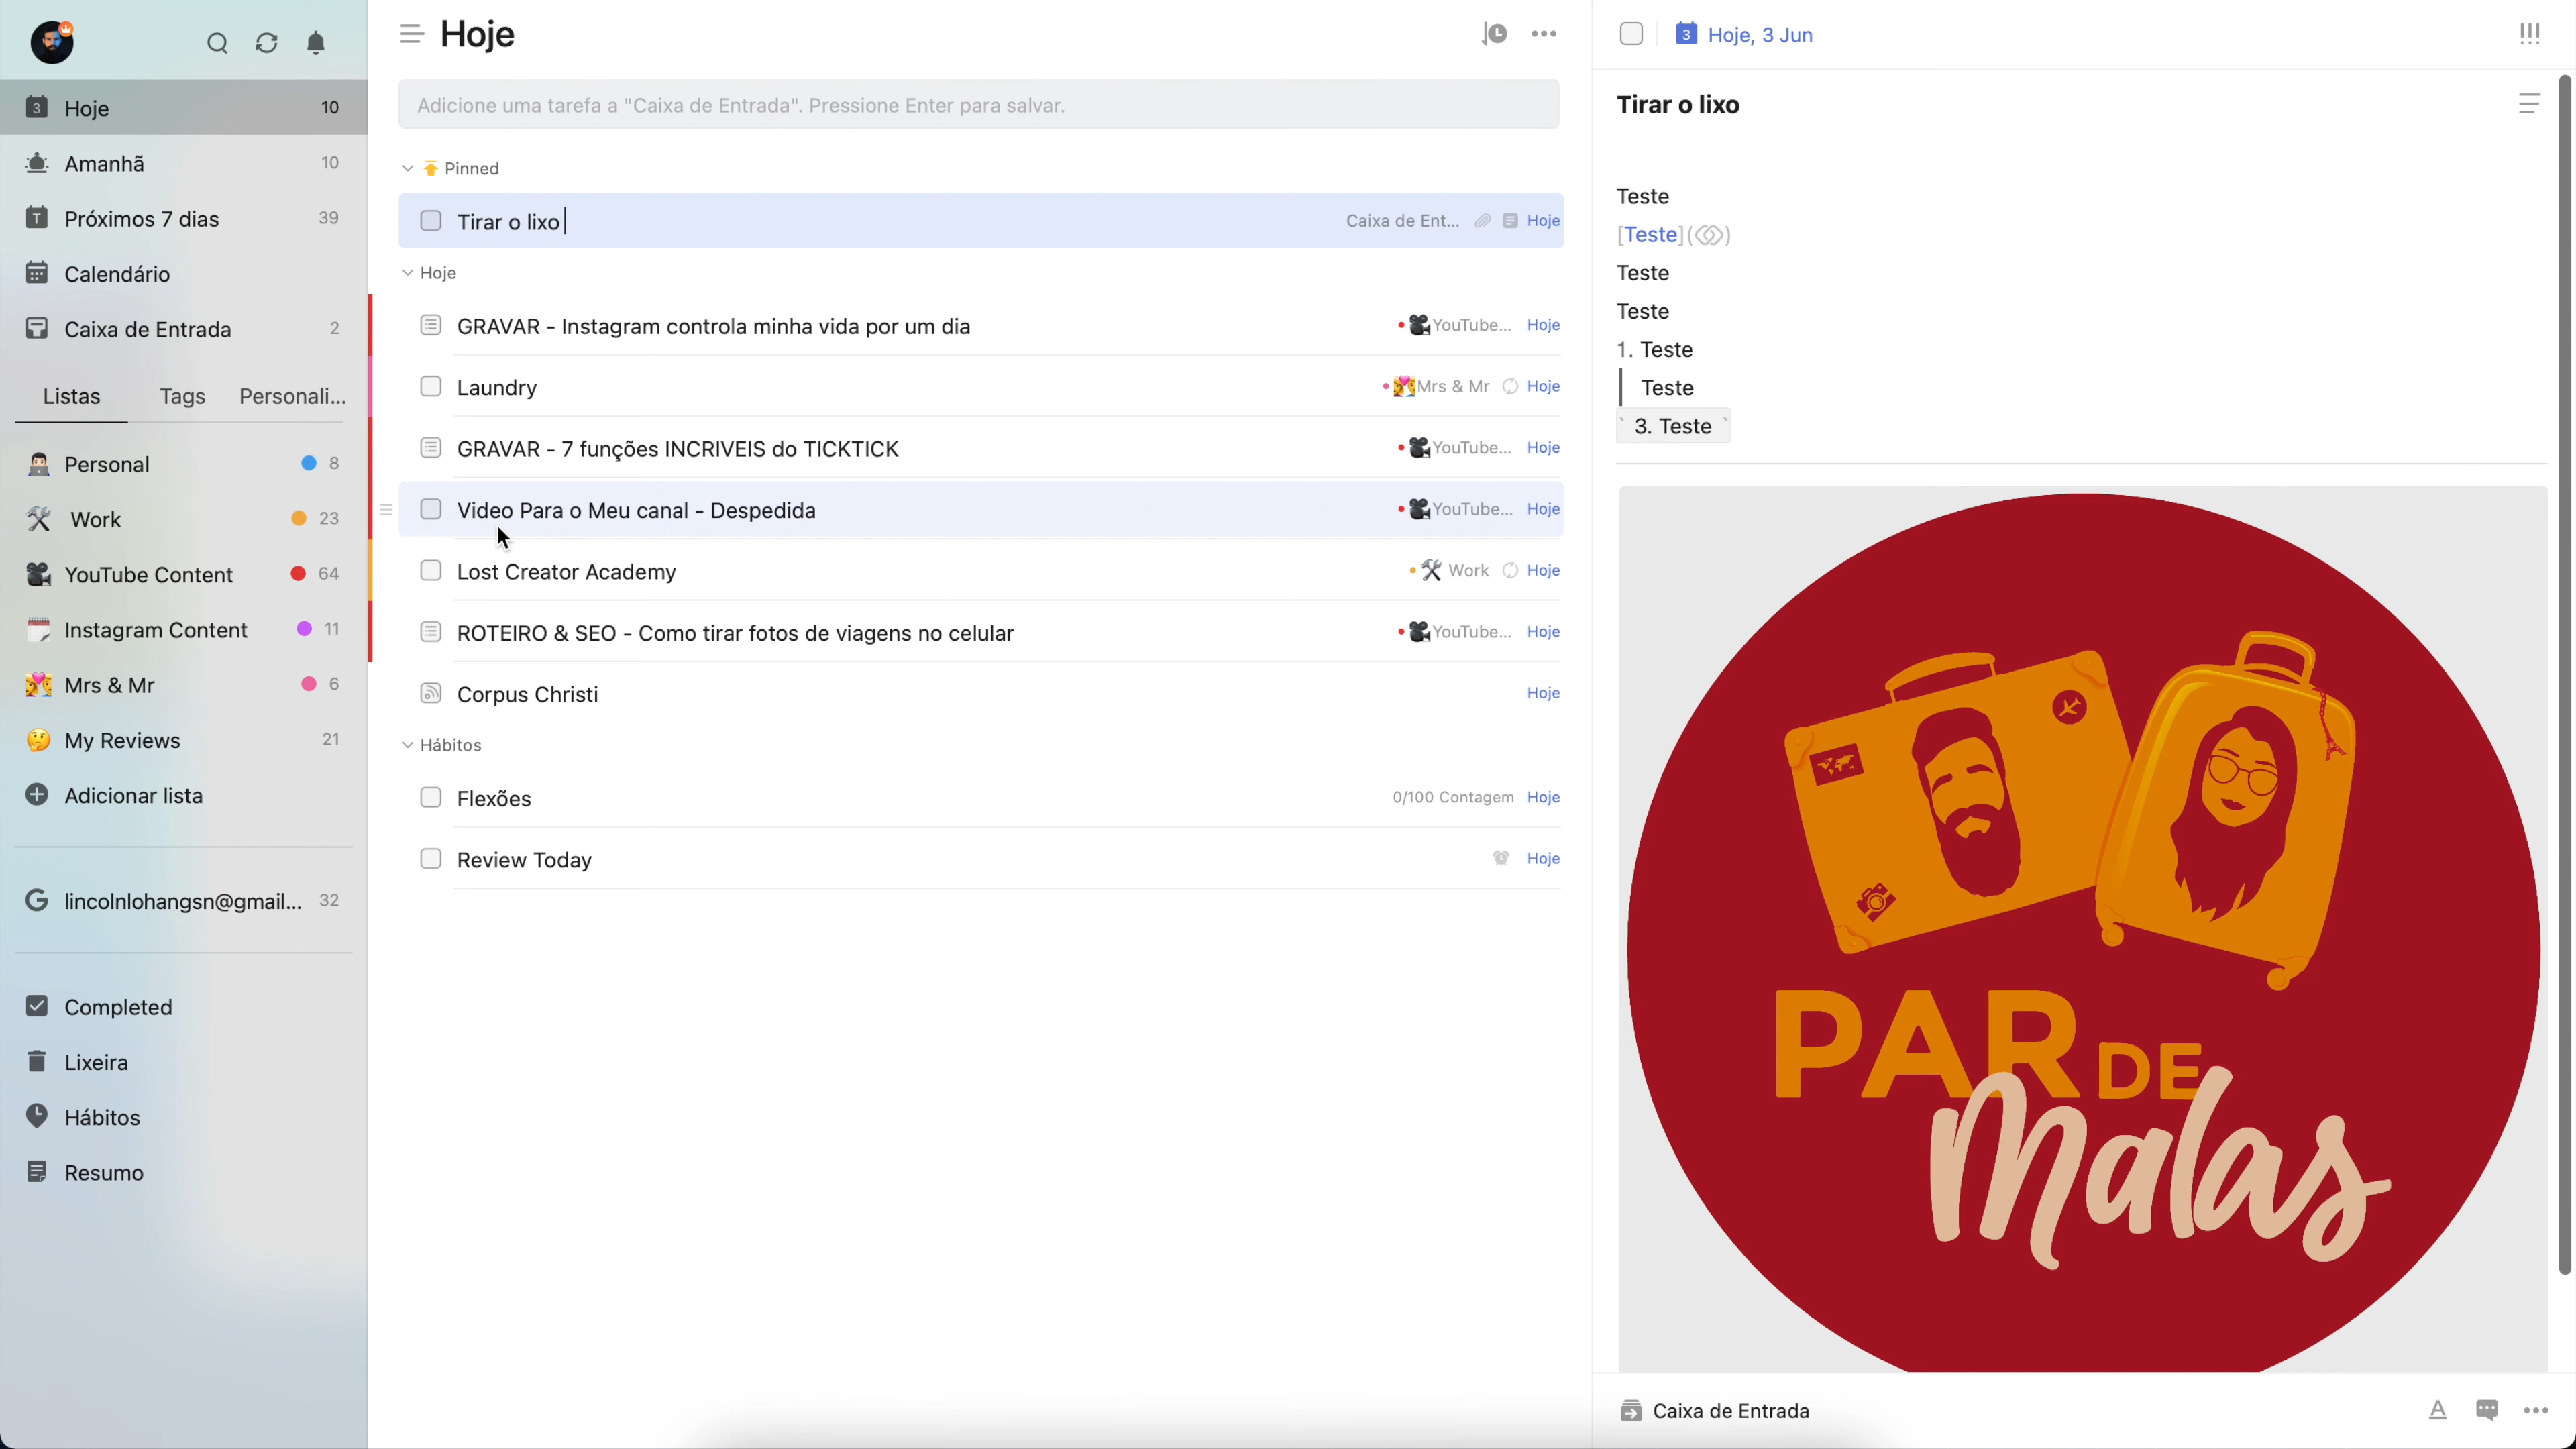 Hoje 10
Amanhã 10
Próximos 7 dias 39
Calendário
Caixa de Entrada 2
Listas Tags Personali...
Personal 8
Work 23
YouTube Content 64
Instagram Content 11
Mrs & Mr 6
My Reviews 21
Adicionar lista
lincolnlohangsn@gmail... 32
Completed
Lixeira
Hábitos
Resumo
Hoje
Adicione uma tarefa a "Caixa de Entrada". Pressione Enter para salvar.
Pinned
Tirar o lixo Caixa de Ent... Hoje
Hoje
GRAVAR - Instagram controla minha vida por um dia YouTube... Hoje
Laundry Mrs & Mr Hoje
GRAVAR - 7 funções INCRIVEIS do TICKTICK YouTube... Hoje
Video Para o Meu canal - Despedida YouTube... Hoje
Lost Creator Academy Work Hoje
ROTEIRO & SEO - Como tirar fotos de viagens no celular YouTube... Hoje
Corpus Christi Hoje
Hábitos
Flexões 0/100 Contagem Hoje
Review Today Hoje
3 Hoje, 3 Jun
Tirar o lixo
Teste
[Teste]()
Teste
Teste
1. Teste
Teste
` 3. Teste `
PAR DE
Malas
Caixa de Entrada